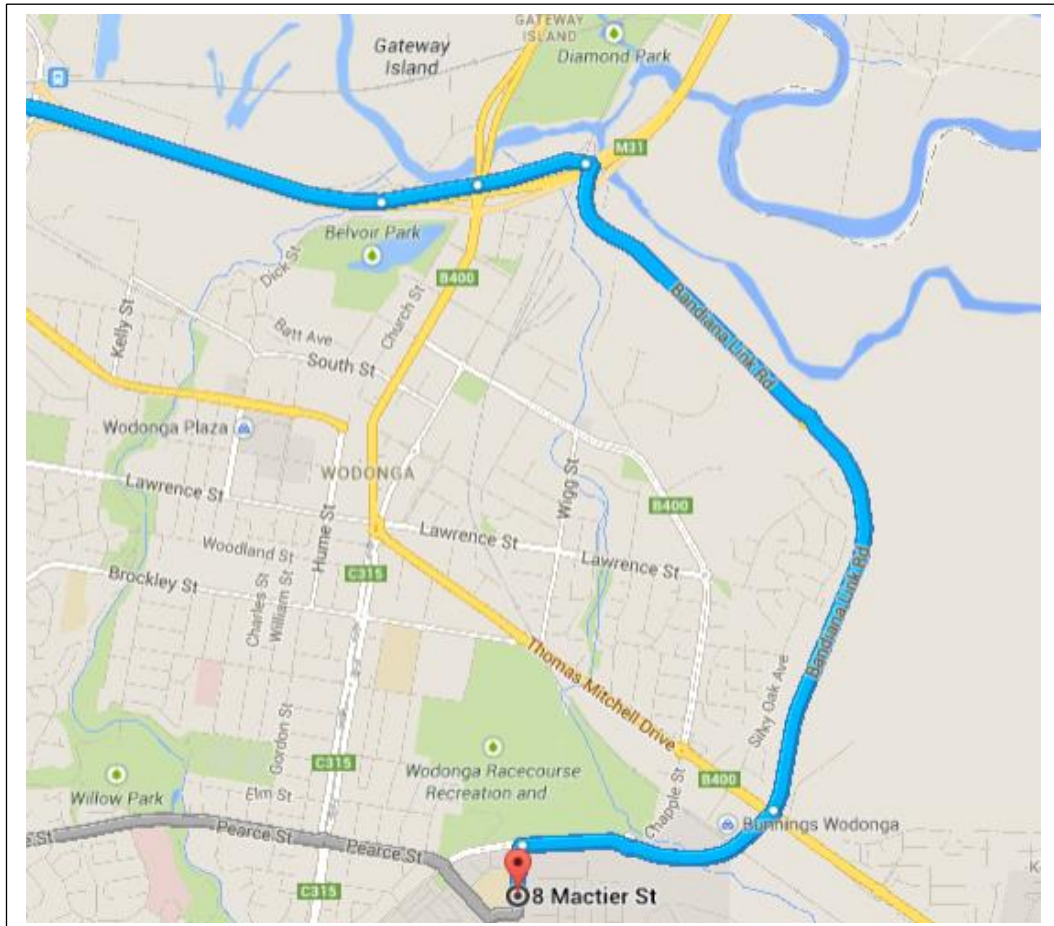 GATEWAY
ISLAND
Diamond Park
Gateway
Island
M31
Belvoir Park
Dick St
B400
Church St
Kelly St
Batt Ave
South St
Bandiana Link Rd
Wodonga Plaza
WODONGA
Lawrence St
Hume St
Wigg St
B400
Lawrence St
Lawrence St
Woodland St
C315
Brockley St
Charles St
William St
Bandiana Link Rd
Thomas Mitchell Drive
Silky Oak Ave
Gordon St
C315
Wodonga Racecourse
Recreation and
B400
Willow Park
Elm St
Chapple St
Bunnings Wodonga
e St
Pearce St
Pearce St
C315
8 Mactier St
K